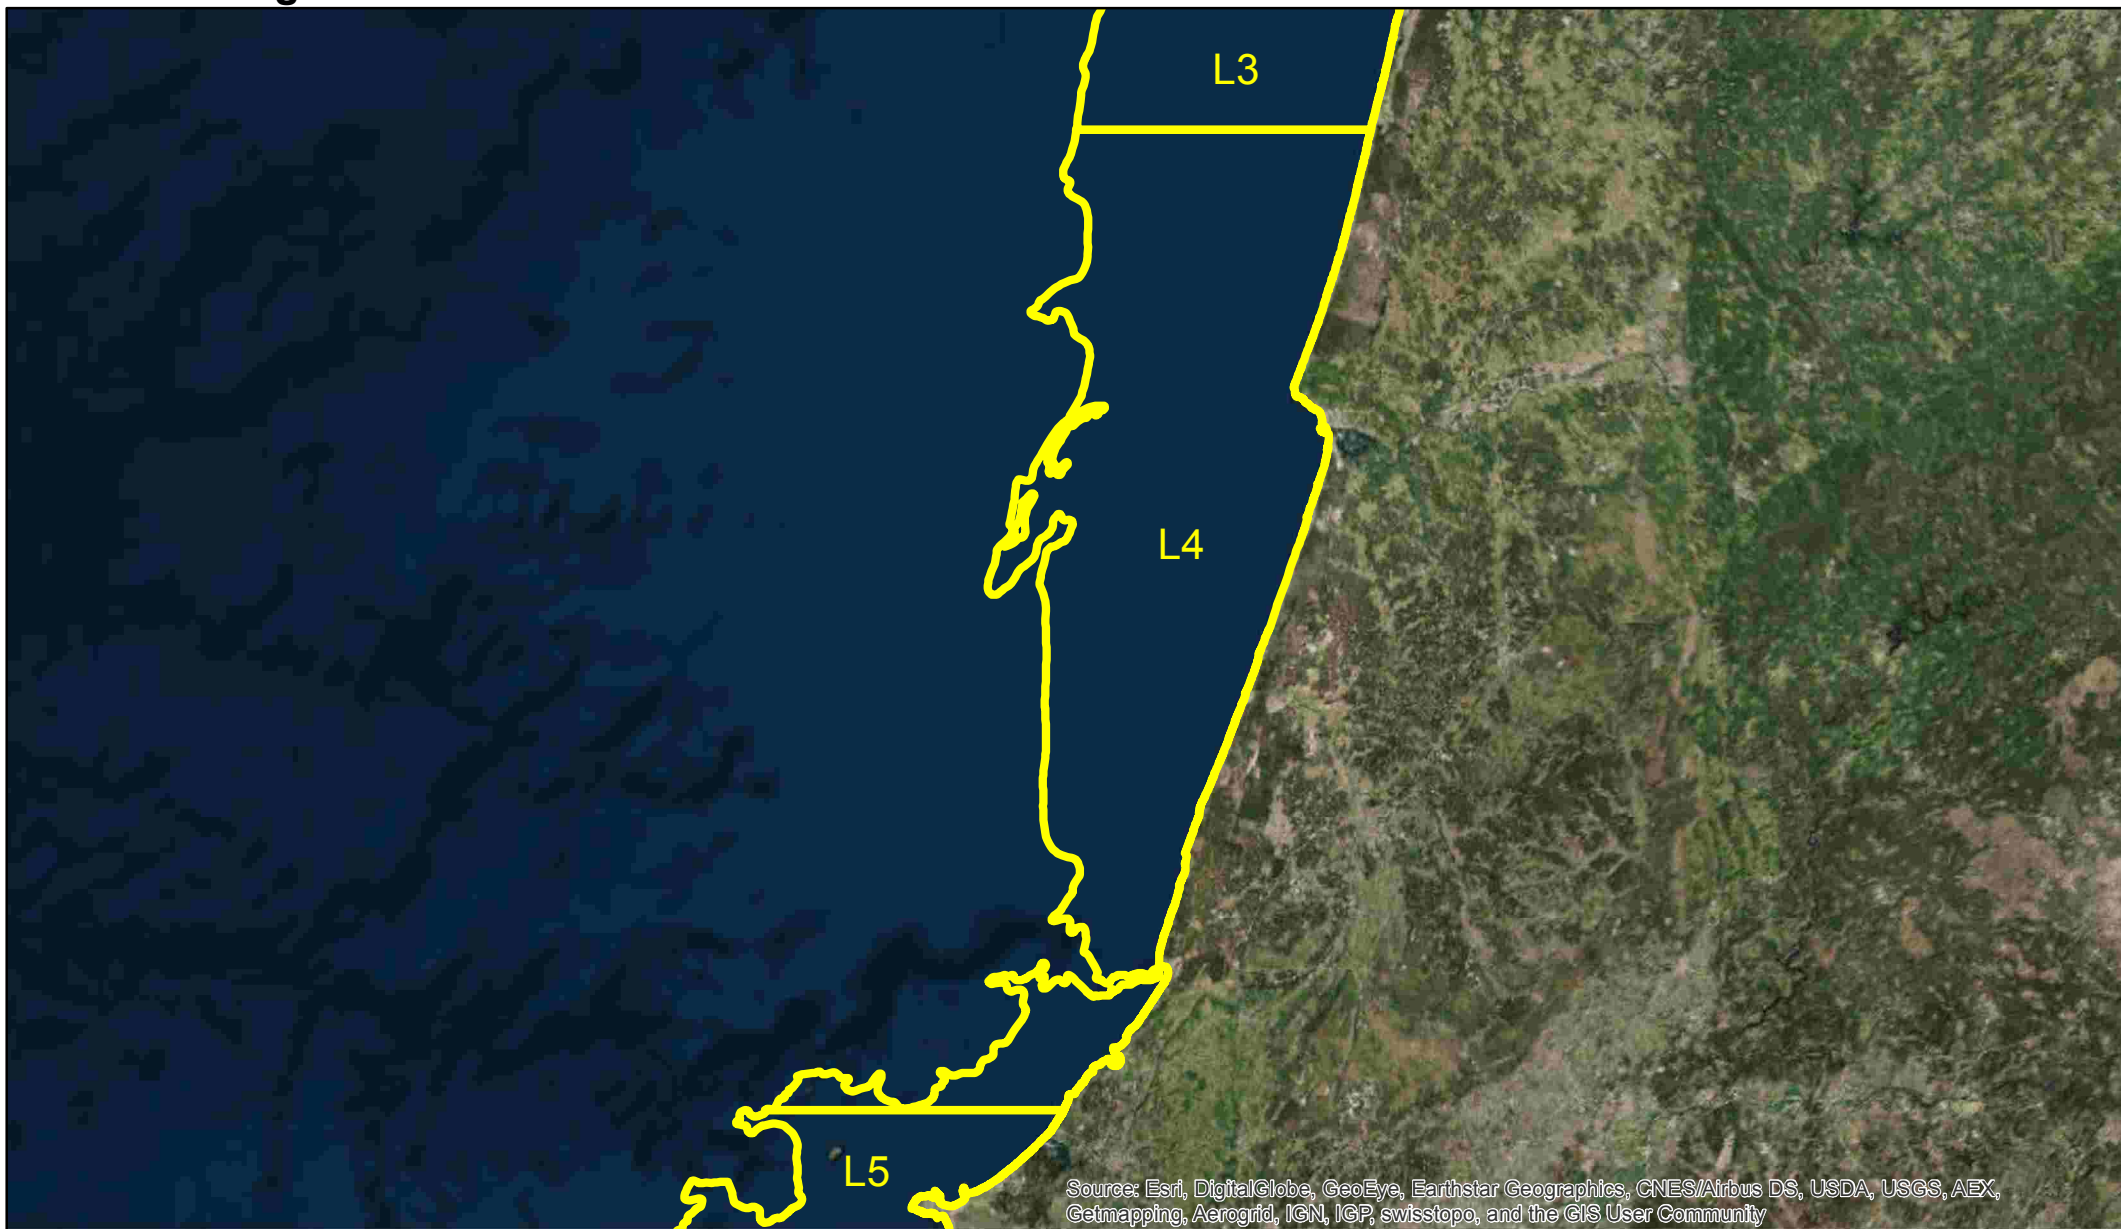 L3
L4
L5
Source: Esri, DigitalGlobe, GeoEye, Earthstar Geographics, CNES/Airbus DS, USDA, USGS, AEX,
Getmapping, Aerogrid, IGN, IGP, swisstopo, and the GIS User Community